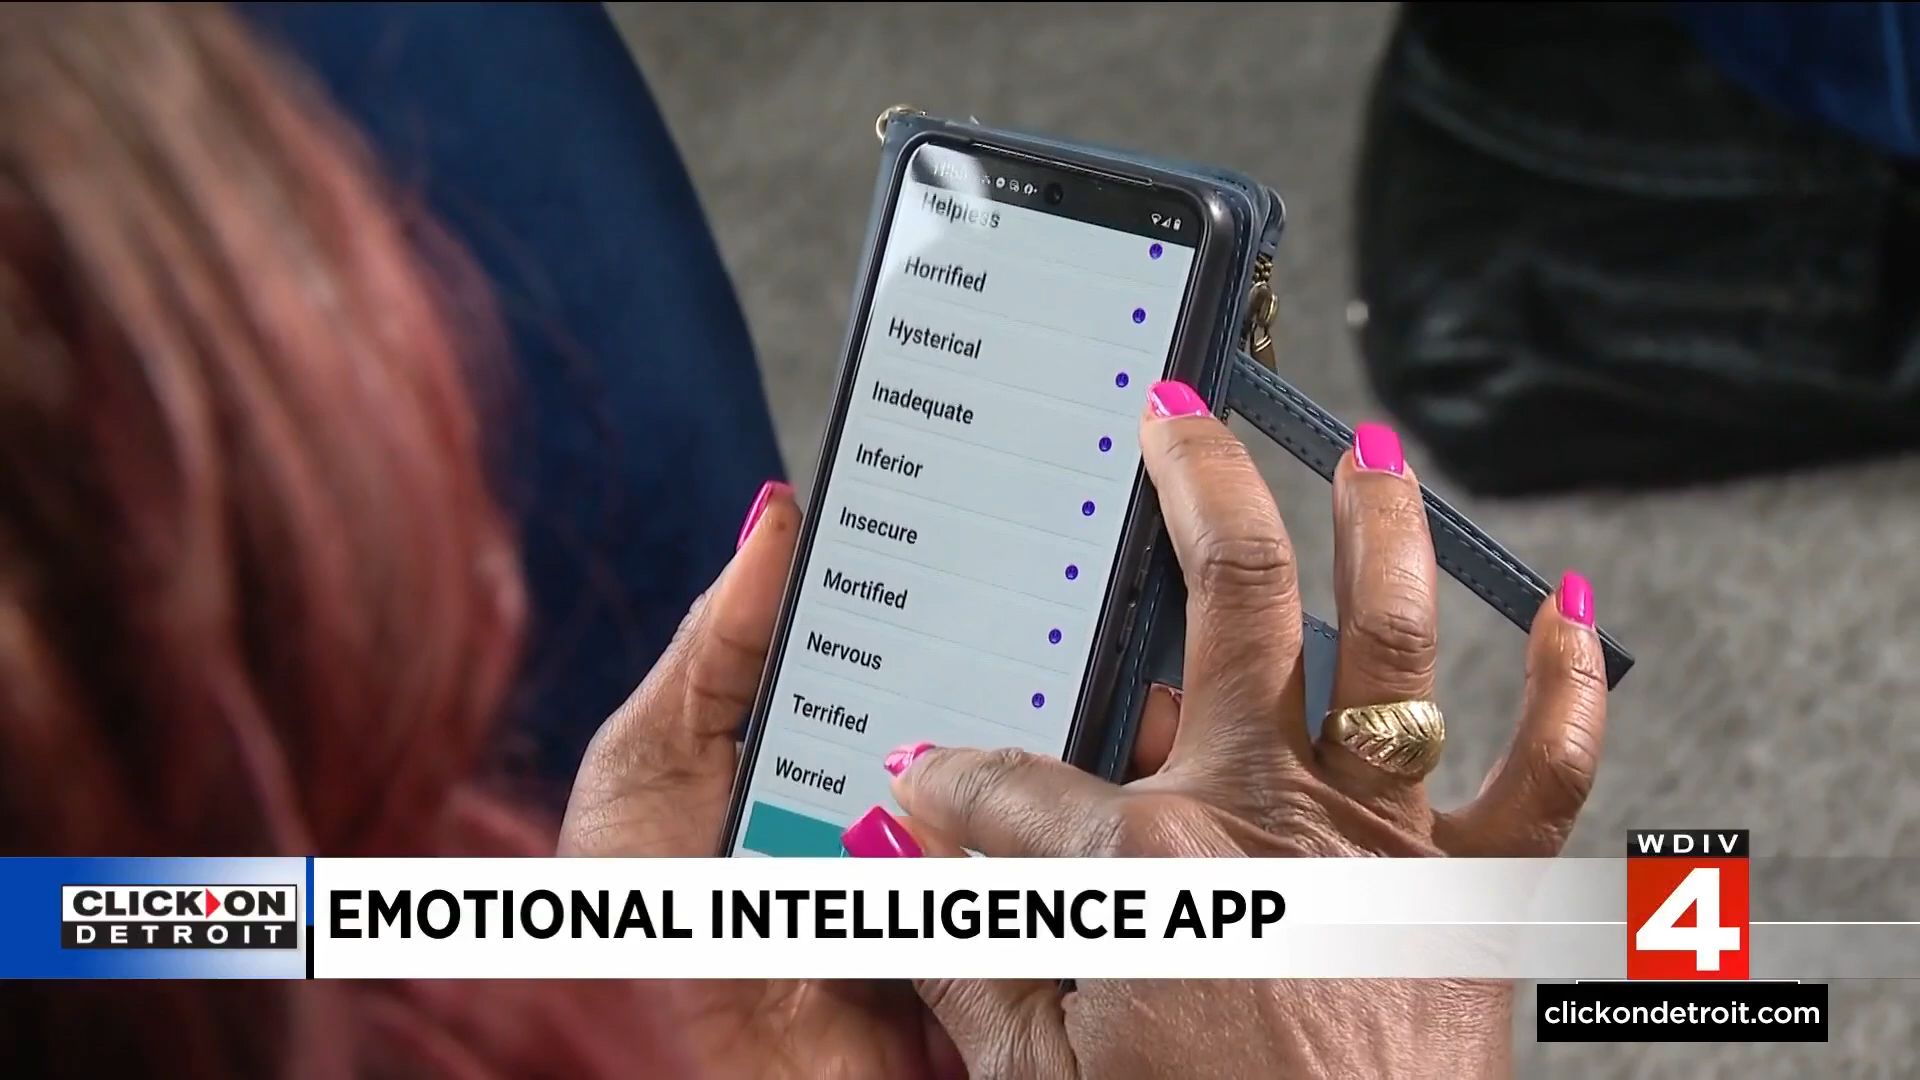 Helpless
Horrified
Hysterical
Inadequate
Inferior
Insecure
Mortified
Nervous
Terrified
Worried
CLICK ON
DETROIT
EMOTIONAL INTELLIGENCE APP
WDIV
4
clickondetroit.com